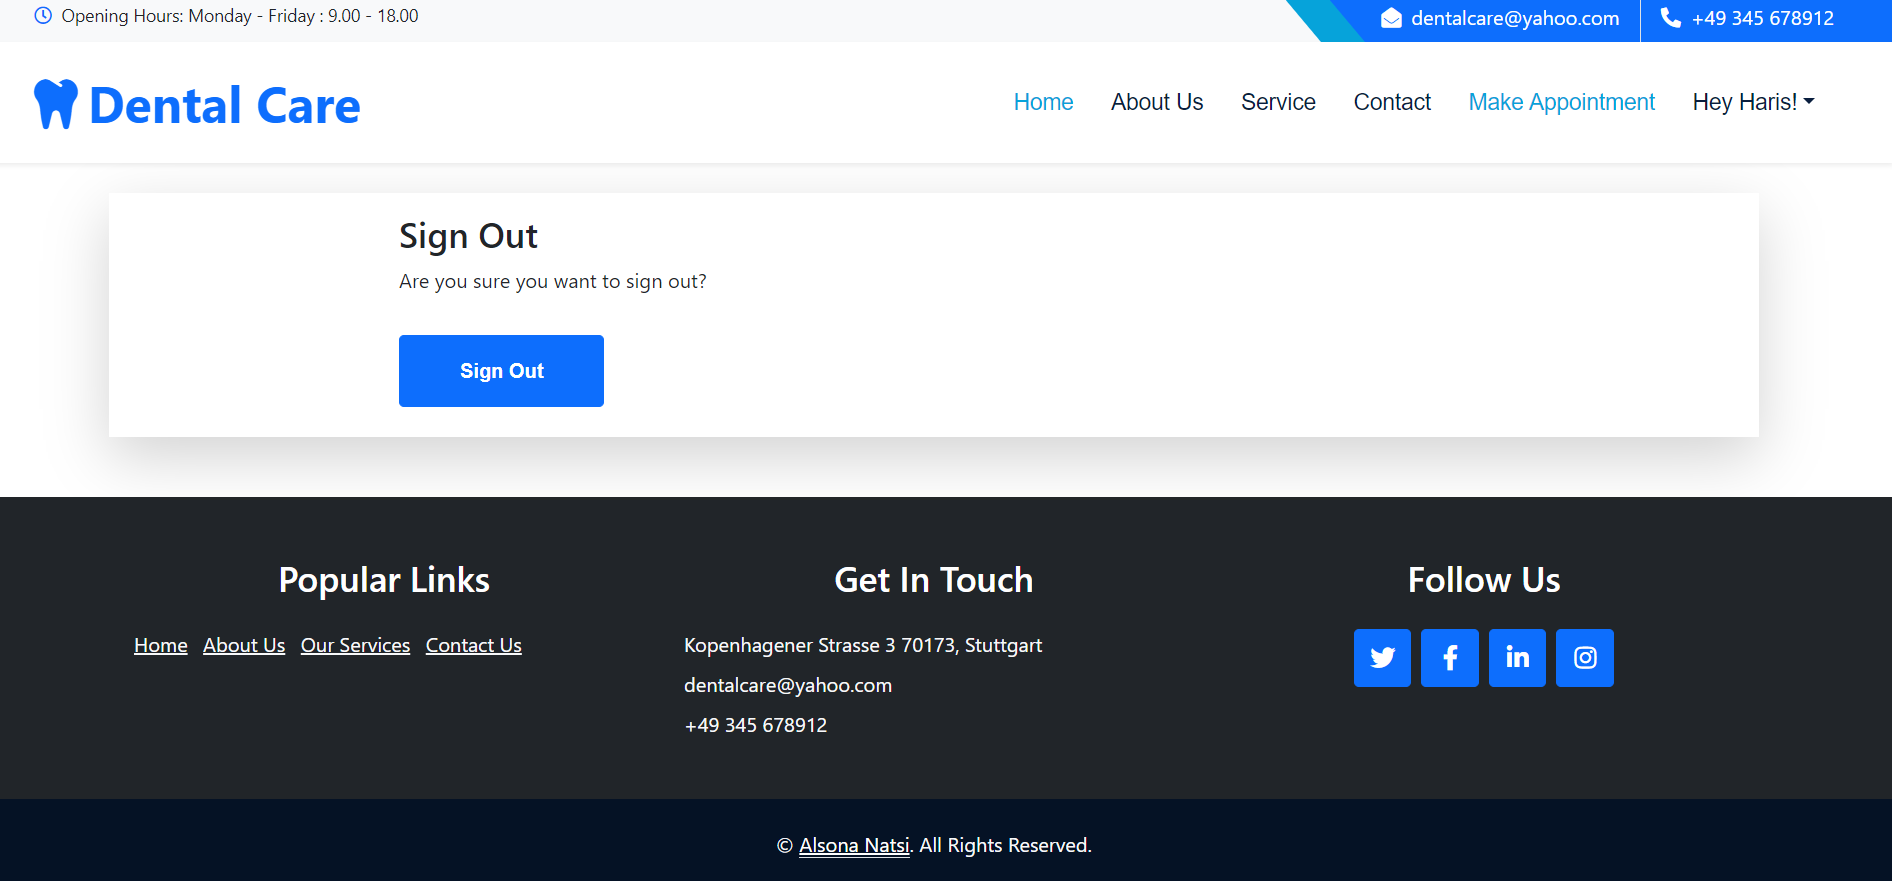 Opening Hours: Monday - Friday : 9.00 - 18.00
dentalcare@yahoo.com
+49 345 678912
Dental Care
Home
About Us
Service
Contact
Make Appointment
Hey Haris!
Sign Out
Are you sure you want to sign out?
Sign Out
Popular Links
Home About Us Our Services Contact Us
Get In Touch
Kopenhagener Strasse 3 70173, Stuttgart
dentalcare@yahoo.com
+49 345 678912
Follow Us
© Alsona Natsi. All Rights Reserved.